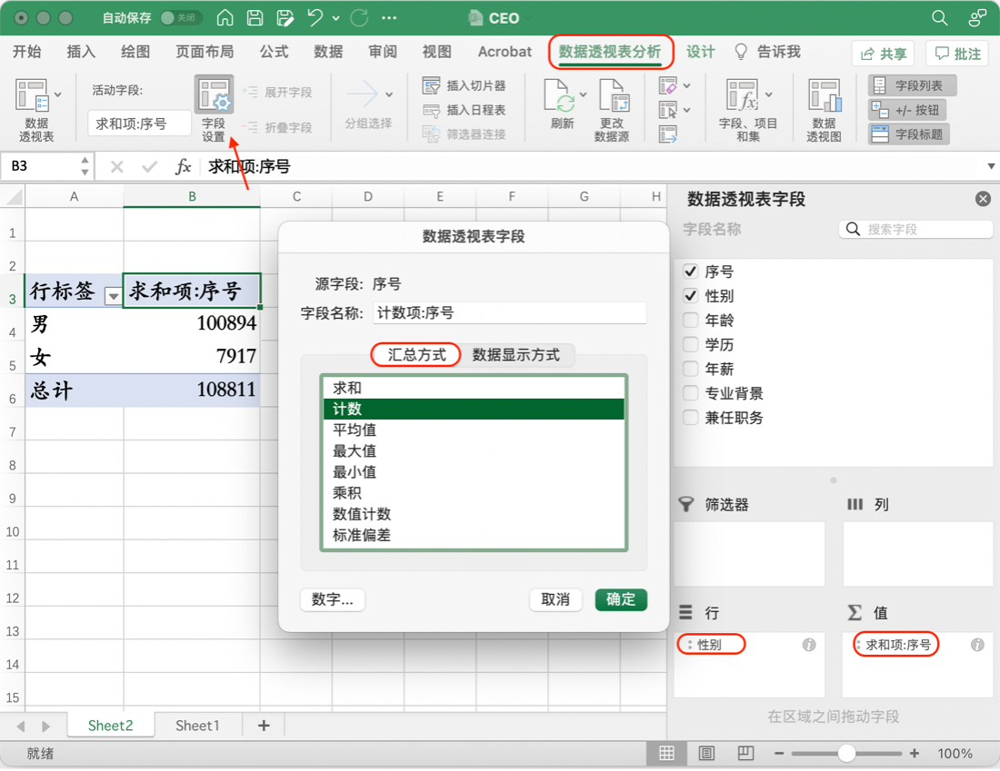 自动保存 关闭 CEO
开始 插入 绘图 页面布局 公式 数据 审阅 视图 Acrobat 数据透视表分析 设计 告诉我 共享 批注
数据
透视表
活动字段:
求和项:序号
字段
设置
展开字段
折叠字段
分组选择
插入切片器
插入日程表
筛选器连接
刷新
更改
数据源
字段、项目
和集
数据
透视图
字段列表
+/- 按钮
字段标题
B3 fx 求和项:序号
A B C D E F G H
1
2
3 行标签 求和项:序号
4 男 100894
5 女 7917
6 总计 108811
7
8
9
10
11
12
13
14
15
数据透视表字段
源字段: 序号
字段名称: 计数项:序号
汇总方式 数据显示方式
求和
计数
平均值
最大值
最小值
乘积
数值计数
标准偏差
数字... 取消 确定
数据透视表字段
字段名称 搜索字段
序号
性别
年龄
学历
年薪
专业背景
兼任职务
筛选器 列
行 值
性别 求和项:序号
在区域之间拖动字段
Sheet2 Sheet1 +
就绪 100%